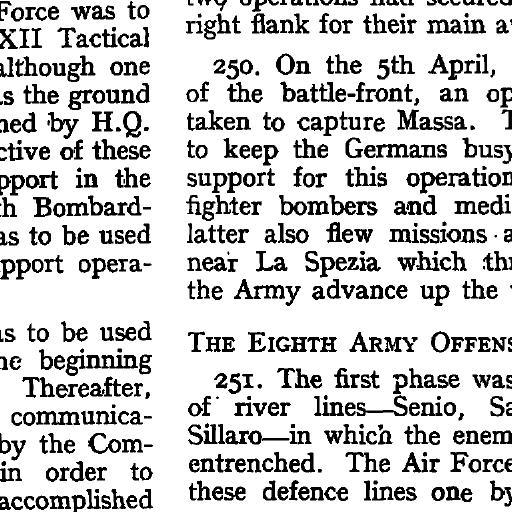 Force was to
XII Tactical
although one
as the ground
ned by H.Q.
ctive of these
pport in the
h Bombard-
as to be used
pport opera-
as to be used
ne beginning
Thereafter,
communica-
by the Com-
in order to
accomplished
two operations had secured
right flank for their main a
250. On the 5th April,
of the battle-front, an op
taken to capture Massa. T
to keep the Germans busy
support for this operation
fighter bombers and medi
latter also flew missions a
near La Spezia which thr
the Army advance up the
THE EIGHTH ARMY OFFENS
251. The first phase was
of river lines—Senio, Sa
Sillaro—in which the enem
entrenched. The Air Force
these defence lines one by